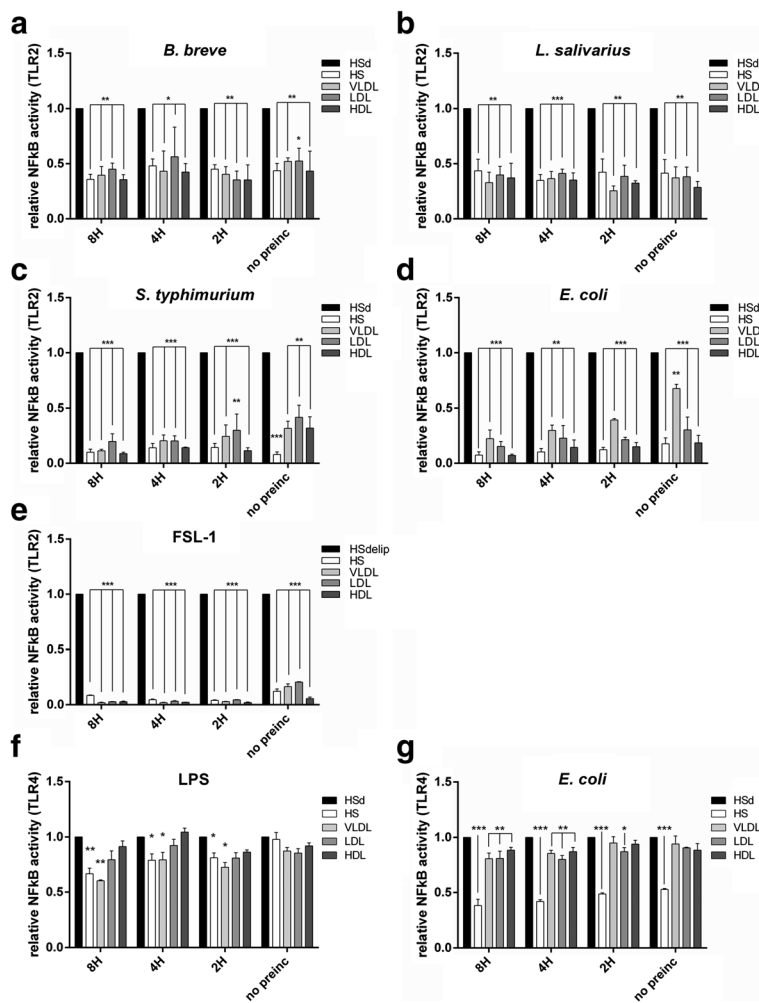 a
B. breve
relative NFkB activity (TLR2)
1.5
1.0
0.5
0.0
** * ** **
*
8H 4H 2H no preinc
HSd
HS
VLDL
LDL
HDL
b
L. salivarius
relative NFkB activity (TLR2)
1.5
1.0
0.5
0.0
** *** ** **
8H 4H 2H no preinc
HSd
HS
VLDL
LDL
HDL
c
S. typhimurium
relative NFkB activity (TLR2)
1.5
1.0
0.5
0.0
*** *** *** **
** ***
8H 4H 2H no preinc
HSd
HS
VLDL
LDL
HDL
d
E. coli
relative NFkB activity (TLR2)
1.5
1.0
0.5
0.0
*** ** *** ***
**
8H 4H 2H no preinc
HSd
HS
VLD
LDL
HDL
e
FSL-1
relative NFkB activity (TLR2)
1.5
1.0
0.5
0.0
*** *** *** ***
8H 4H 2H no preinc
HSdelip
HS
VLDL
LDL
HDL
f
LPS
relative NFkB activity (TLR4)
1.5
1.0
0.5
0.0
** ** * * * *
8H 4H 2H no preinc
HSd
HS
VLDL
LDL
HDL
g
E. coli
relative NFkB activity (TLR4)
1.5
1.0
0.5
0.0
*** ** *** ** *** * ***
8H 4H 2H no preinc
HSd
HS
VLDL
LDL
HDL